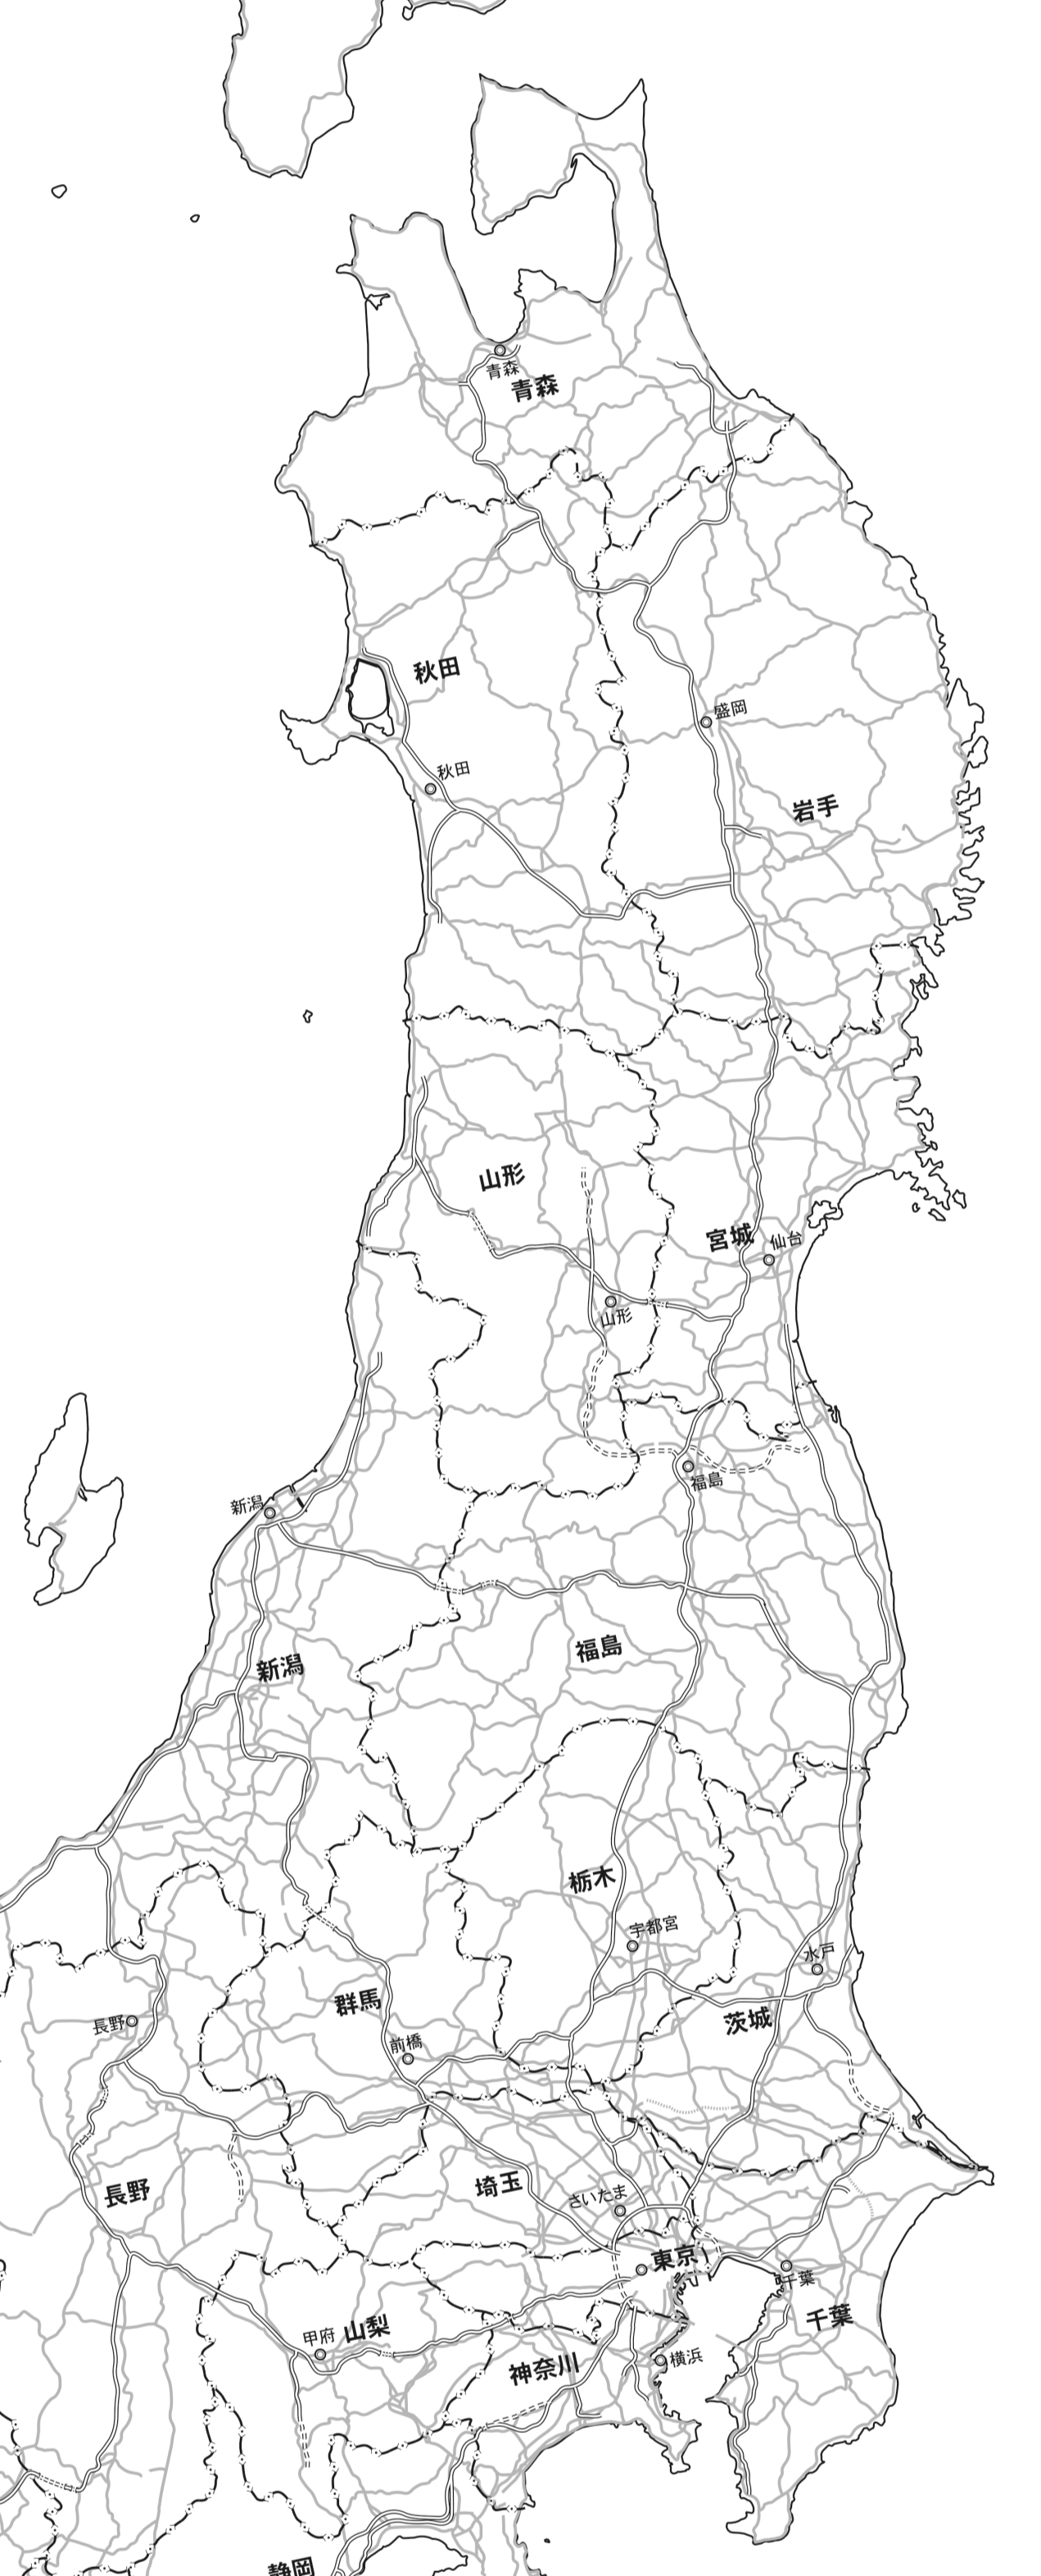 青森
青森
秋田
盛岡
秋田
岩手
山形
宮城
仙台
山形
福島
新潟
福島
新潟
栃木
宇都宮
水戸
群馬
茨城
長野
前橋
長野
埼玉
さいたま
東京
千葉
千葉
甲府
山梨
横浜
神奈川
静岡